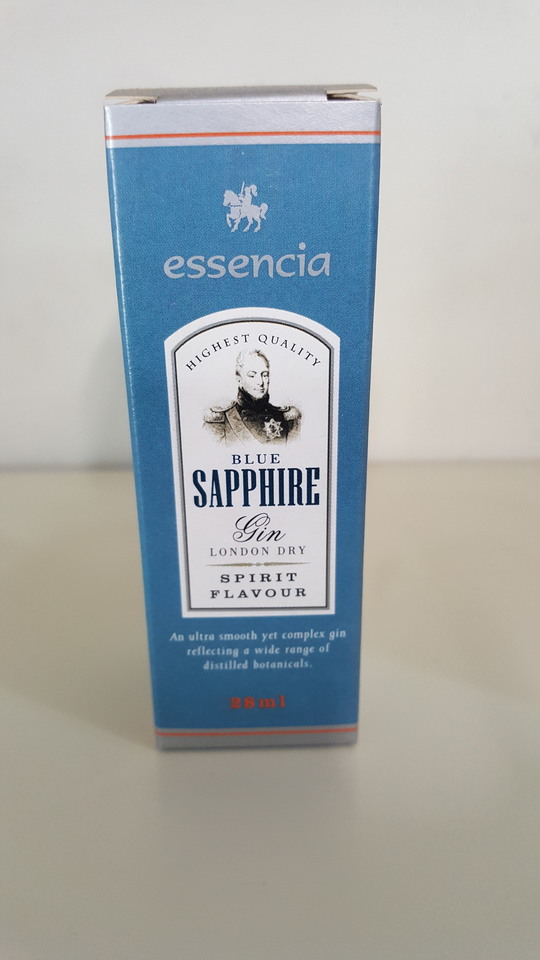 essencia
HIGHEST QUALITY
BLUE
SAPPHIRE
Gin
LONDON DRY
SPIRIT
FLAVOUR
An ultra smooth yet complex gin
reflecting a wide range of
distilled botanicals.
28ml